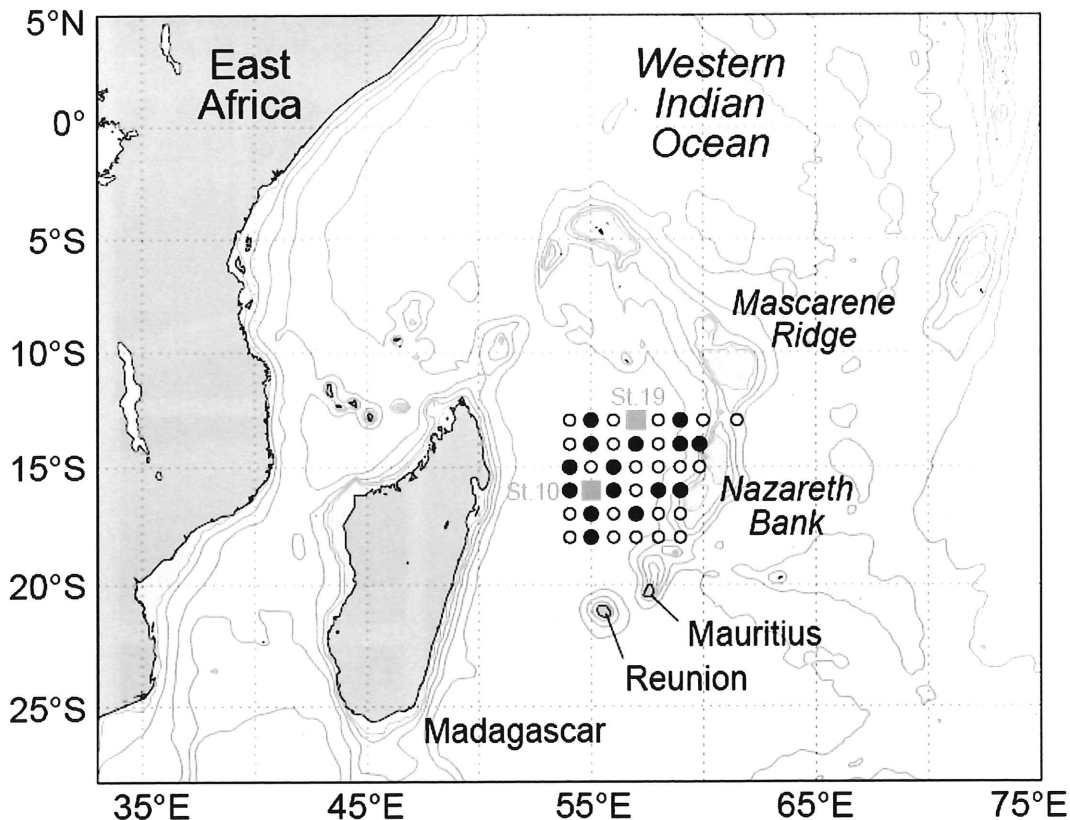 5°N
0°
5°S
10°S
15°S
20°S
25°S
East
Africa
Western
Indian
Ocean
Mascarene
Ridge
St.19
St.10
Nazareth
Bank
Mauritius
Reunion
Madagascar
35°E
45°E
55°E
65°E
75°E